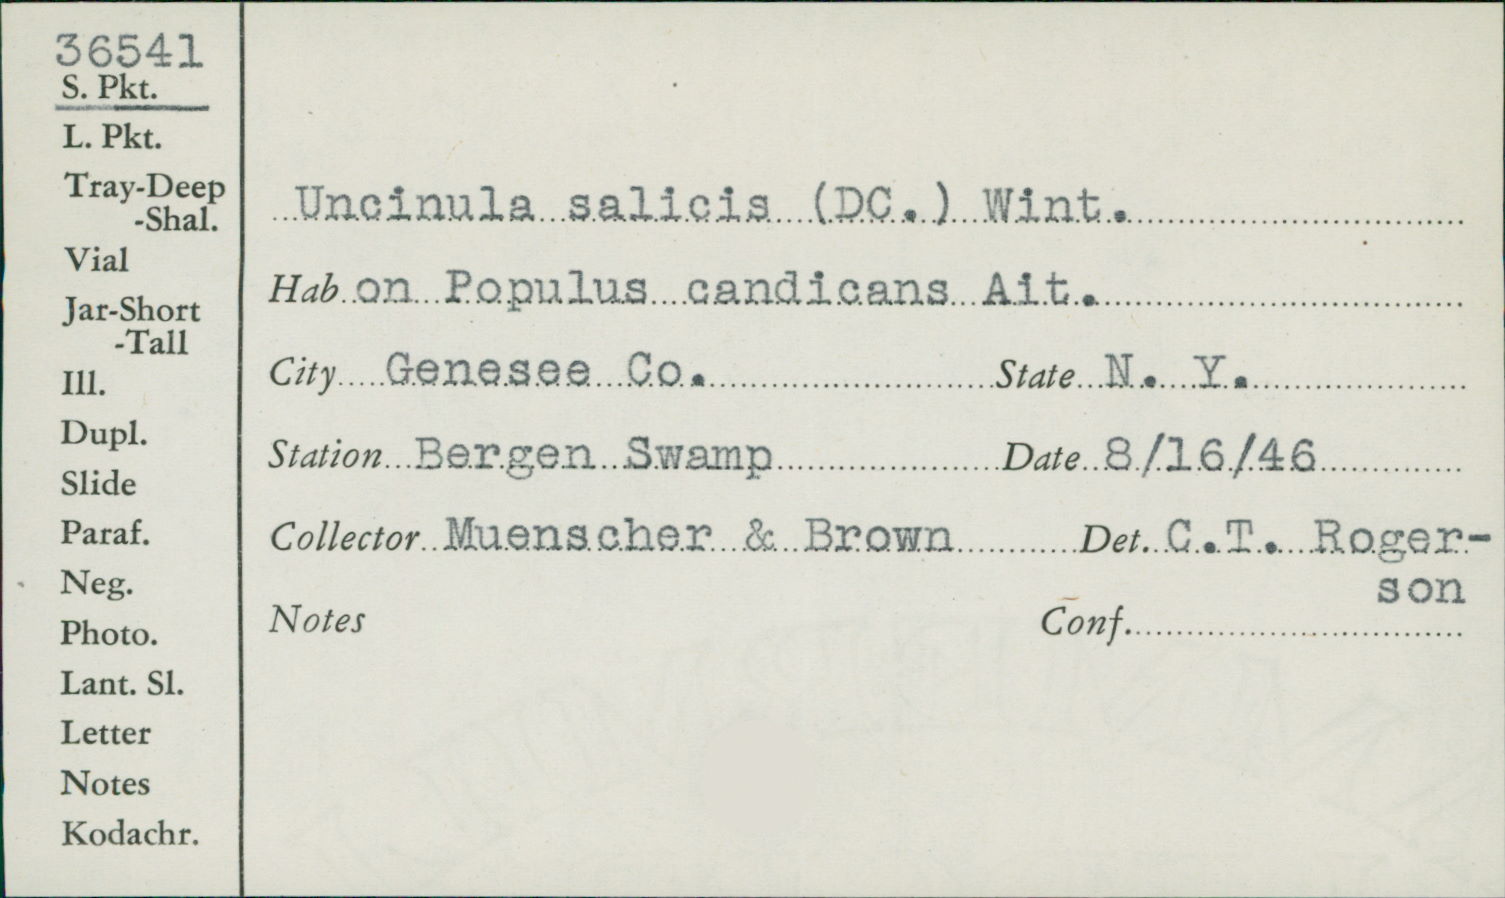 36541
S. Pkt.
L. Pkt.
Tray-Deep
-Shal.
Vial
Jar-Short
-Tall
Ill.
Dupl.
Slide
Paraf.
Neg.
Photo.
Lant. Sl.
Letter
Notes
Kodachr.
Uncinula salicis (DC.) Wint.
Hab on Populus candicans Ait.
City Genesee Co. State N. Y.
Station Bergen Swamp Date 8/16/46
Collector Muenscher & Brown Det. C.T. Roger-
son
Notes Conf.